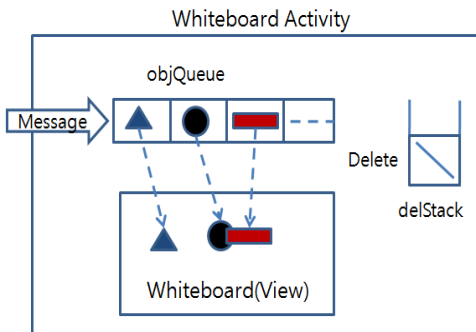 Whiteboard Activity
objQueue
Message
Delete
delStack
Whiteboard(View)